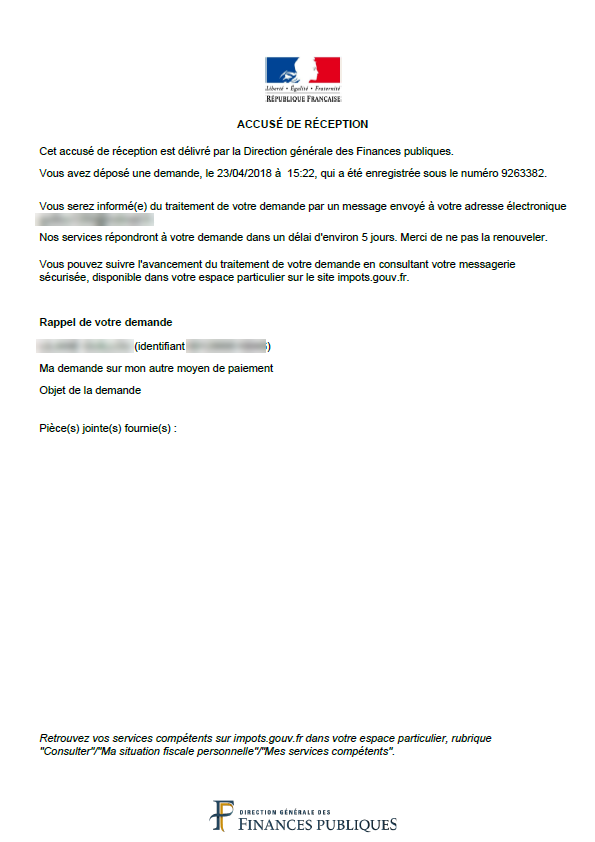 Liberté • Égalité • Fraternité
RÉPUBLIQUE FRANÇAISE
ACCUSÉ DE RÉCEPTION
Cet accusé de réception est délivré par la Direction générale des Finances publiques.
Vous avez déposé une demande, le 23/04/2018 à 15:22, qui a été enregistrée sous le numéro 9263382.
Vous serez informé(e) du traitement de votre demande par un message envoyé à votre adresse électronique
Nos services répondront à votre demande dans un délai d'environ 5 jours. Merci de ne pas la renouveler.
Vous pouvez suivre l'avancement du traitement de votre demande en consultant votre messagerie
sécurisée, disponible dans votre espace particulier sur le site impots.gouv.fr.
Rappel de votre demande
(identifiant )
Ma demande sur mon autre moyen de paiement
Objet de la demande
Pièce(s) jointe(s) fournie(s) :
Retrouvez vos services compétents sur impots.gouv.fr dans votre espace particulier, rubrique
"Consulter"/"Ma situation fiscale personnelle"/"Mes services compétents".
DIRECTION GÉNÉRALE DES
FINANCES PUBLIQUES